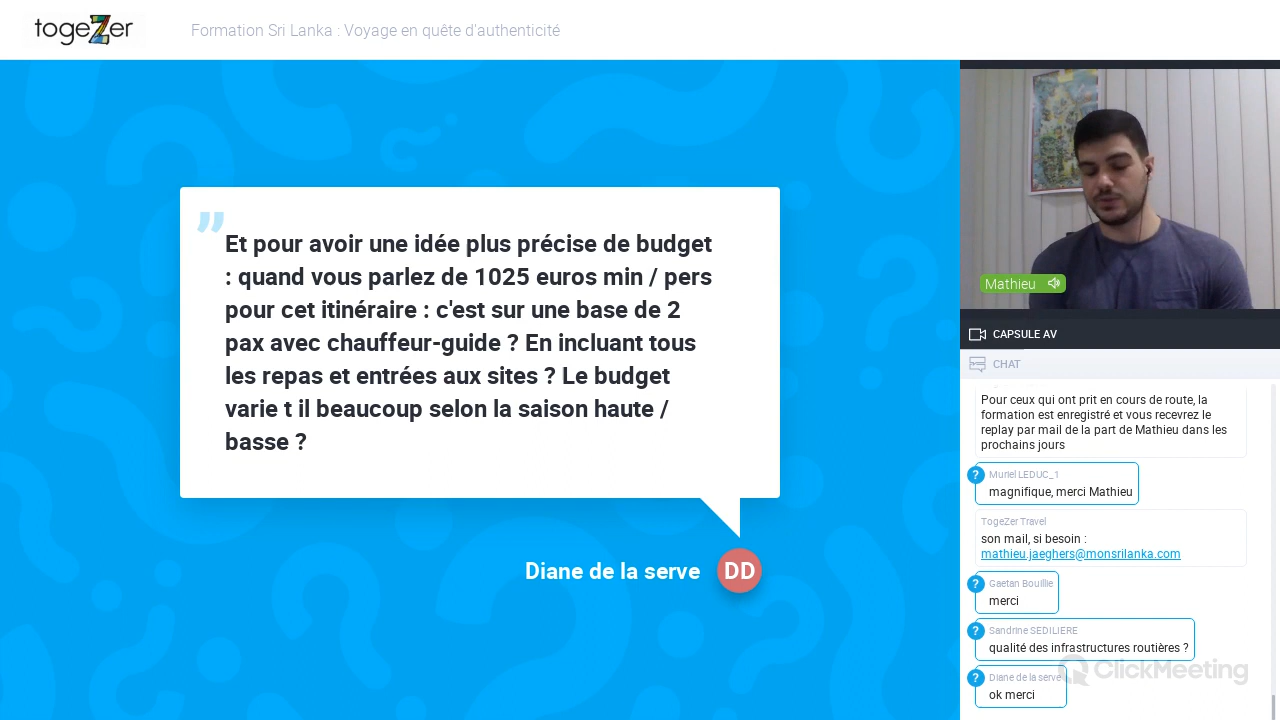 togeZer
Formation Sri Lanka : Voyage en quête d'authenticité
Et pour avoir une idée plus précise de budget
: quand vous parlez de 1025 euros min / pers
pour cet itinéraire : c'est sur une base de 2
pax avec chauffeur-guide ? En incluant tous
les repas et entrées aux sites ? Le budget
varie t il beaucoup selon la saison haute /
basse ?
Diane de la serve
DD
Mathieu
CAPSULE AV
CHAT
Pour ceux qui ont prit en cours de route, la
formation est enregistré et vous recevrez le
replay par mail de la part de Mathieu dans les
prochains jours
?
Muriel LEDUC_1
magnifique, merci Mathieu
TogeZer Travel
son mail, si besoin :
mathieu.jaeghers@monsrilanka.com
?
Gaetan Bouillie
merci
?
Sandrine SEDILIERE
qualité des infrastructures routières ?
?
Diane de la serve
ok merci
ClickMeeting